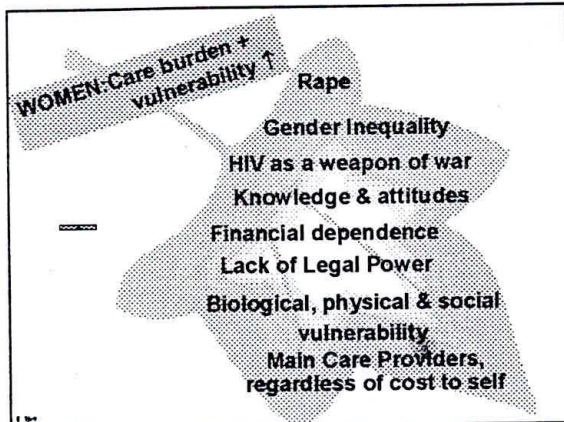 WOMEN:Care burden +
vulnerability ↑
Rape
Gender Inequality
HIV as a weapon of war
Knowledge & attitudes
Financial dependence
Lack of Legal Power
Biological, physical & social
vulnerability
Main Care Providers,
regardless of cost to self